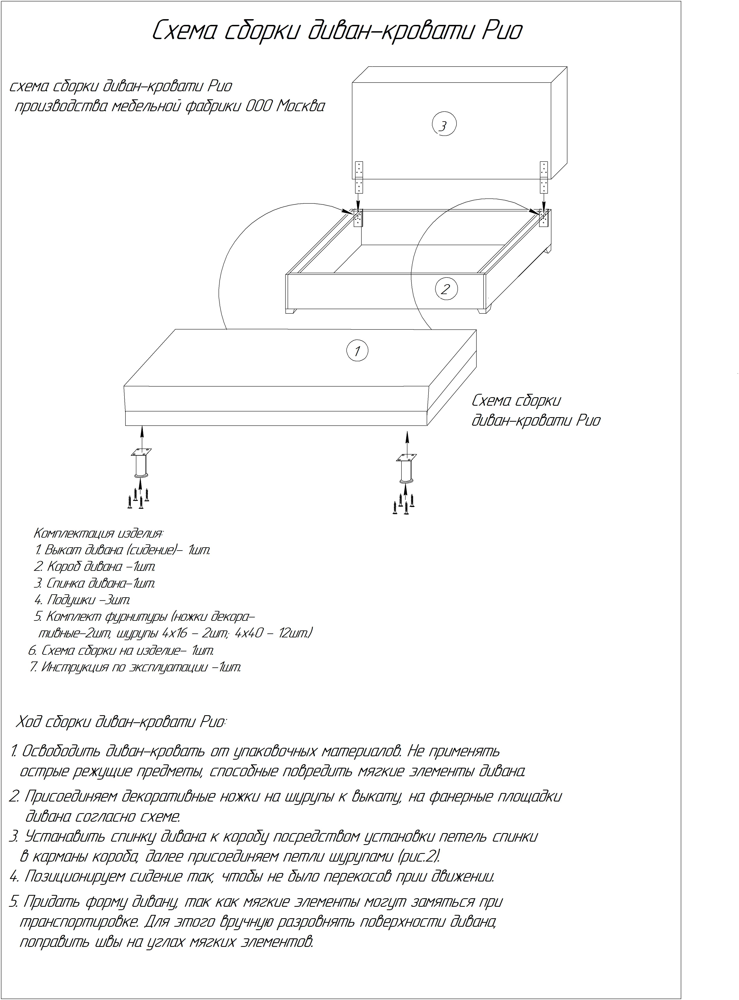 Схема сборки диван-кровати Рио
схема сборки диван-кровати Рио
производства мебельной фабрики ООО Москва
3
2
1
Схема сборки
диван-кровати Рио
Комплектация изделия:
1. Выкат дивана (сидение)- 1шт.
2. Короб дивана -1шт.
3. Спинка дивана-1шт.
4. Подушки -3шт.
5. Комплект фурнитуры (ножки декора-
тивные-2шт, шурупы 4х16 - 2шт; 4х40 - 12шт.)
6. Схема сборки на изделие- 1шт.
7. Инструкция по эксплуатации -1шт.
Ход сборки диван-кровати Рио:
1. Освободить диван-кровать от упаковочных материалов. Не применять
острые режущие предметы, способные повредить мягкие элементы дивана.
2. Присоединяем декоративные ножки на шурупы к выкату, на фанерные площадки
дивана согласно схеме.
3. Установить спинку дивана к коробу посредством установки петель спинки
в карманы короба, далее присоединяем петли шурупами (рис.2).
4. Позиционируем сидение так, чтобы не было перекосов прии движении.
5. Придать форму дивану, так как мягкие элементы могут замяться при
транспортировке. Для этого вручную разровнять поверхности дивана,
поправить швы на углах мягких элементов.